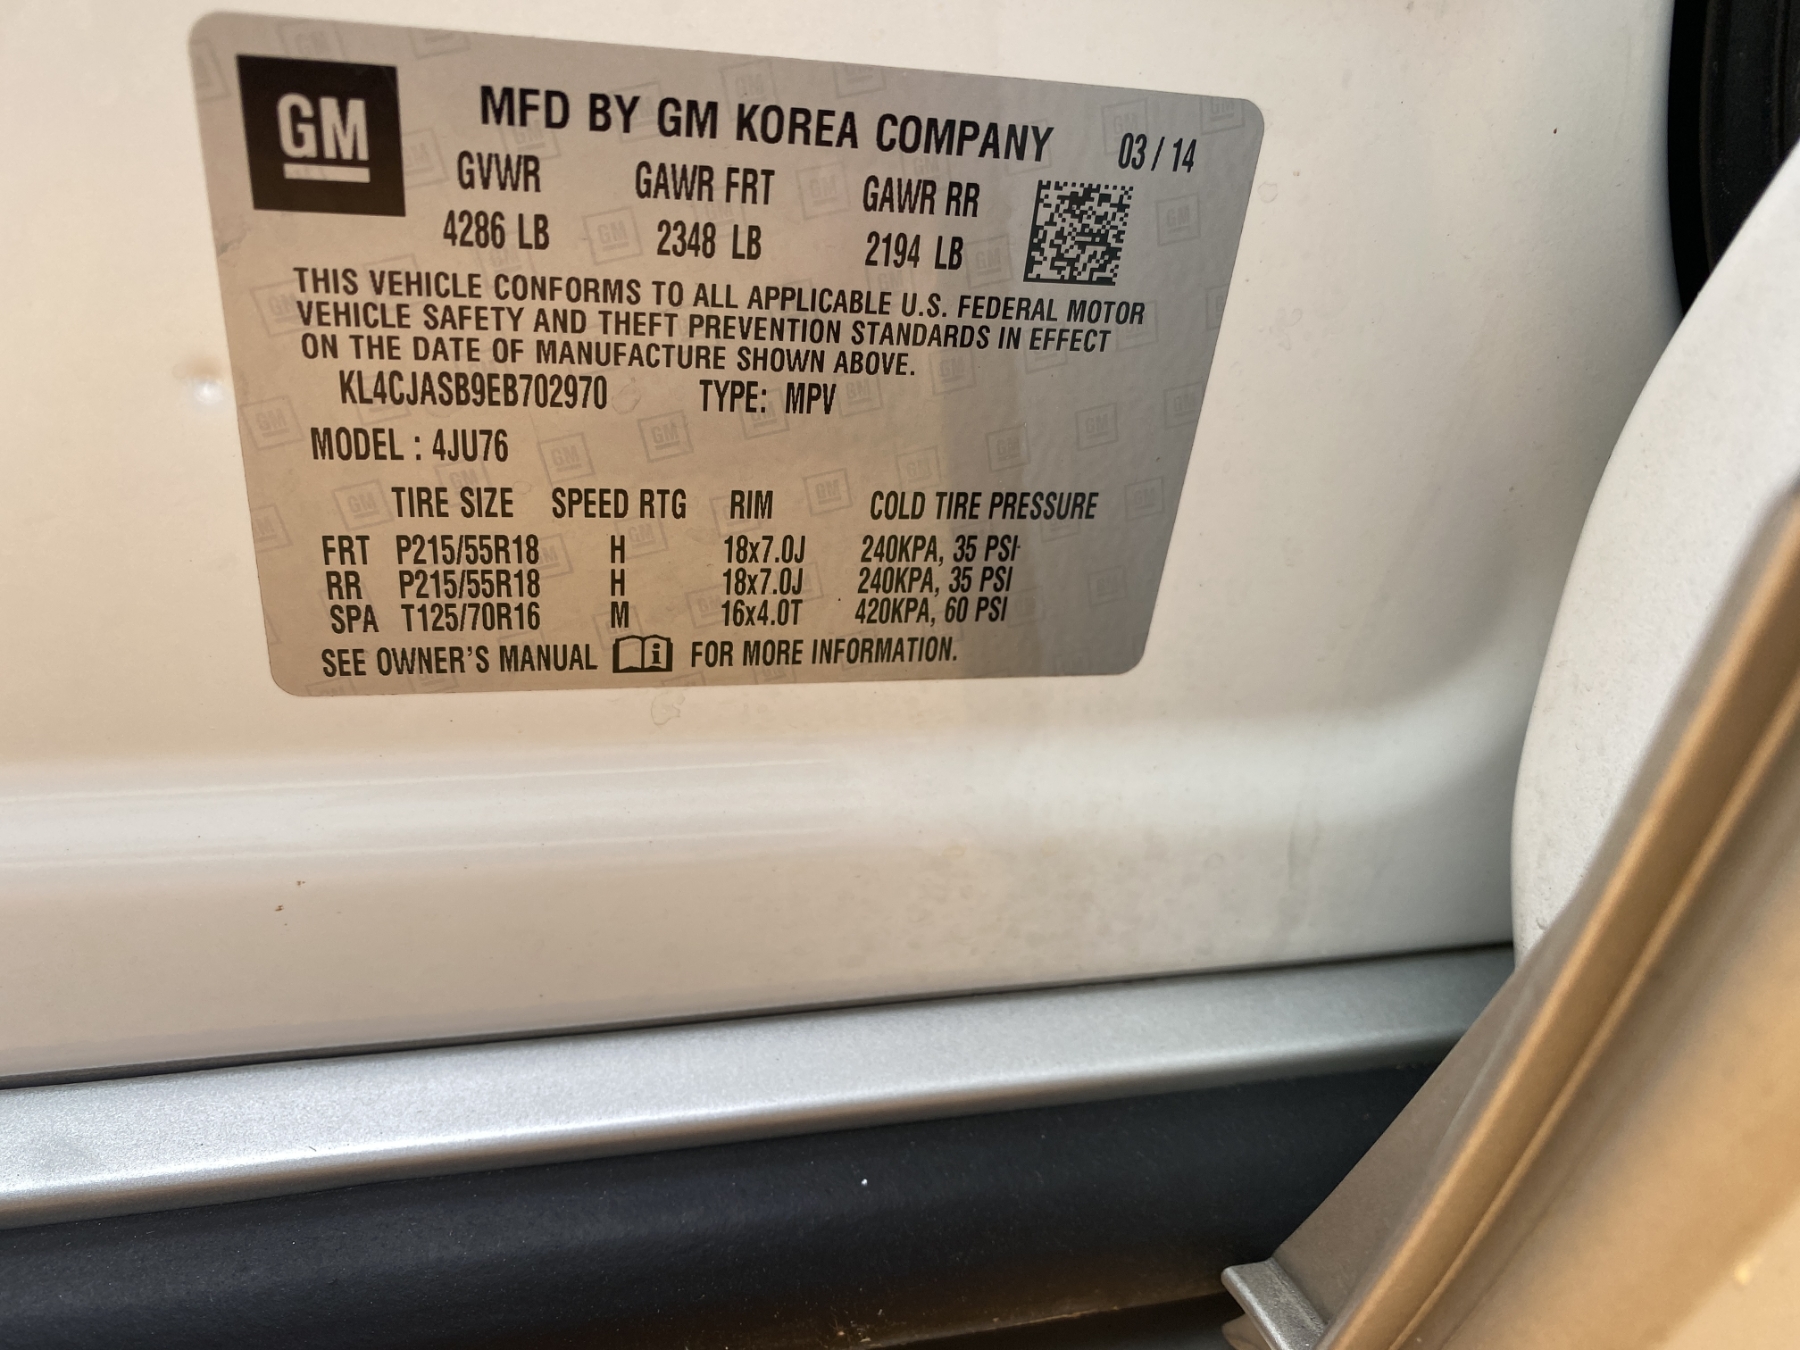 GM
MFD BY GM KOREA COMPANY 03 / 14
GVWR GAWR FRT GAWR RR
4286 LB 2348 LB 2194 LB
THIS VEHICLE CONFORMS TO ALL APPLICABLE U.S. FEDERAL MOTOR
VEHICLE SAFETY AND THEFT PREVENTION STANDARDS IN EFFECT
ON THE DATE OF MANUFACTURE SHOWN ABOVE.
KL4CJASB9EB702970 TYPE: MPV
MODEL : 4JU76
TIRE SIZE SPEED RTG RIM COLD TIRE PRESSURE
FRT P215/55R18 H 18x7.0J 240KPA, 35 PSI
RR P215/55R18 H 18x7.0J 240KPA, 35 PSI
SPA T125/70R16 M 16x4.0T 420KPA, 60 PSI
SEE OWNER'S MANUAL i FOR MORE INFORMATION.